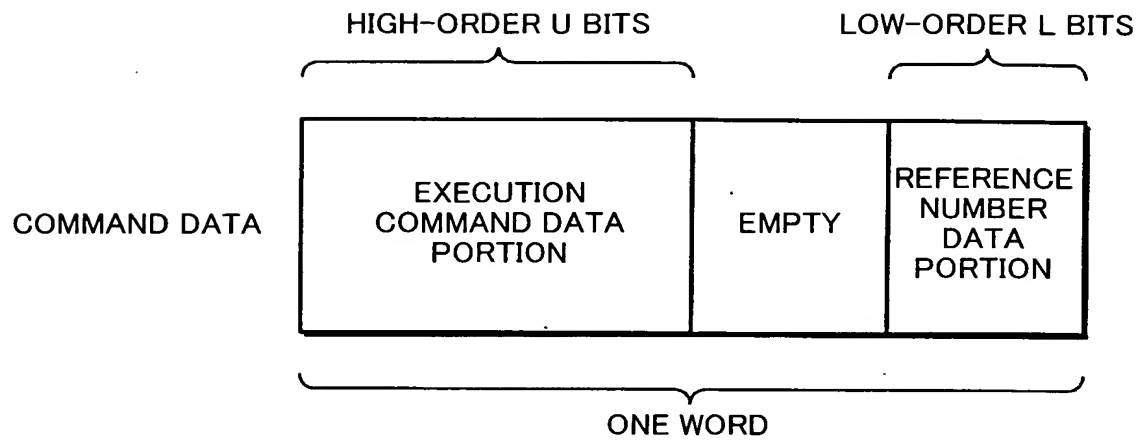 HIGH-ORDER U BITS
LOW-ORDER L BITS
COMMAND DATA
EXECUTION
COMMAND DATA
PORTION
EMPTY
REFERENCE
NUMBER
DATA
PORTION
ONE WORD